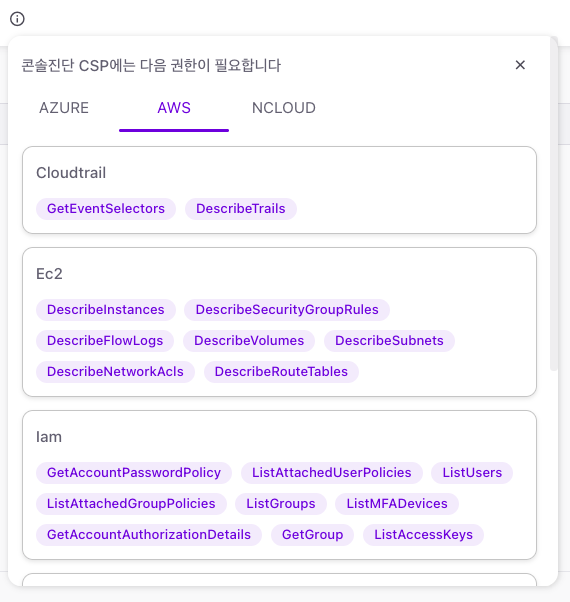 콘솔진단 CSP에는 다음 권한이 필요합니다
AZURE AWS NCLOUD
Cloudtrail
GetEventSelectors DescribeTrails
Ec2
DescribeInstances DescribeSecurityGroupRules
DescribeFlowLogs DescribeVolumes DescribeSubnets
DescribeNetworkAcls DescribeRouteTables
Iam
GetAccountPasswordPolicy ListAttachedUserPolicies ListUsers
ListAttachedGroupPolicies ListGroups ListMFADevices
GetAccountAuthorizationDetails GetGroup ListAccessKeys